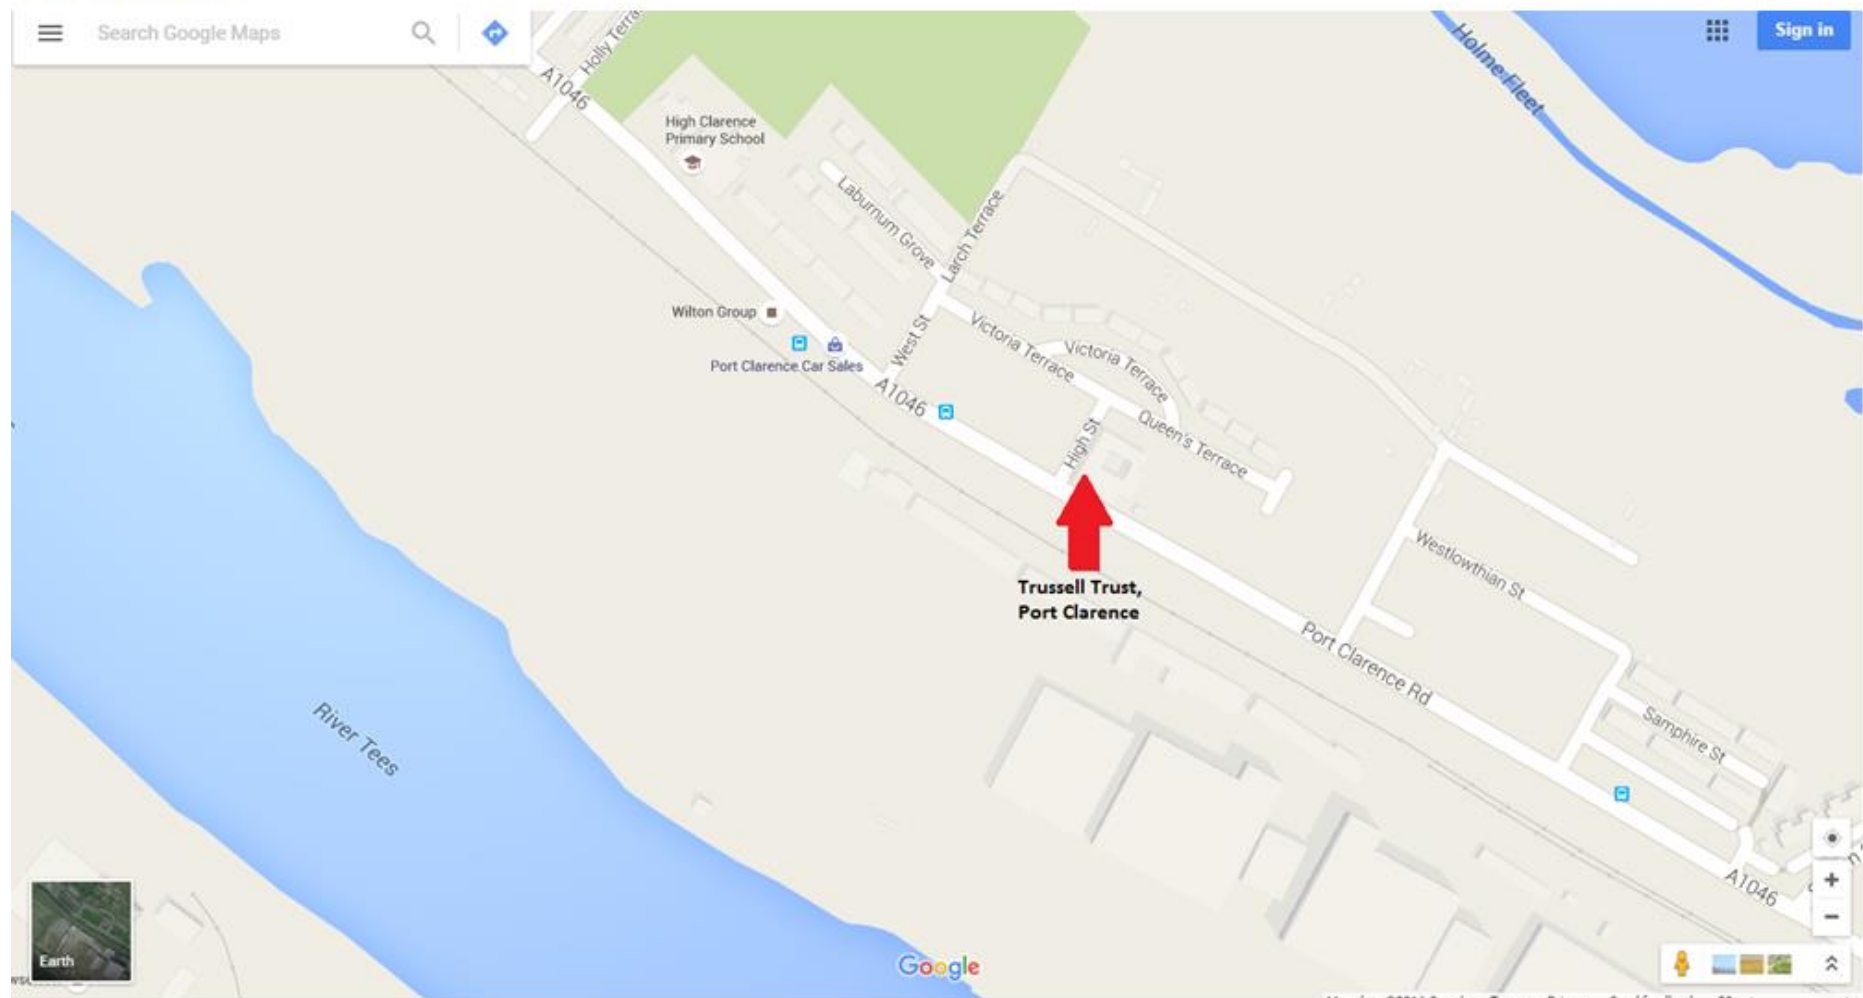 Search Google Maps
Sign in
Holly Terra
A1046
Holme Fleet
High Clarence
Primary School
Laburnum Grove
Larch Terrace
Wilton Group
West St
Victoria Terrace
Victoria Terrace
Port Clarence Car Sales
A1046
High St
Queen's Terrace
Trussell Trust,
Port Clarence
Westlowthian St
Port Clarence Rd
Samphire St
River Tees
A1046
Earth
Google